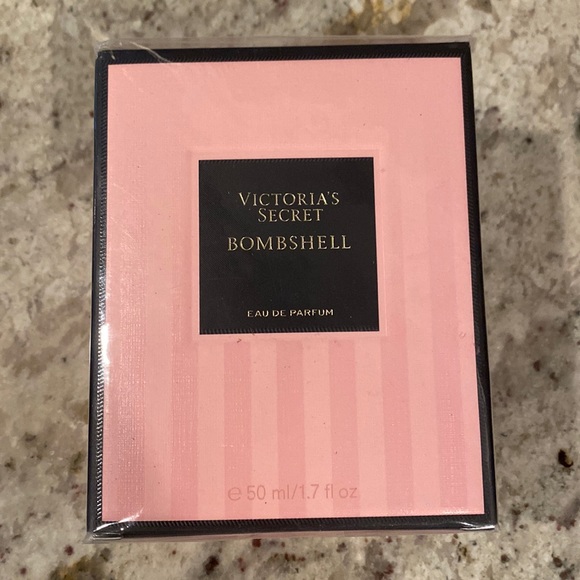 VICTORIA'S
SECRET
BOMBSHELL
EAU DE PARFUM
℮ 50 ml/1.7 fl oz